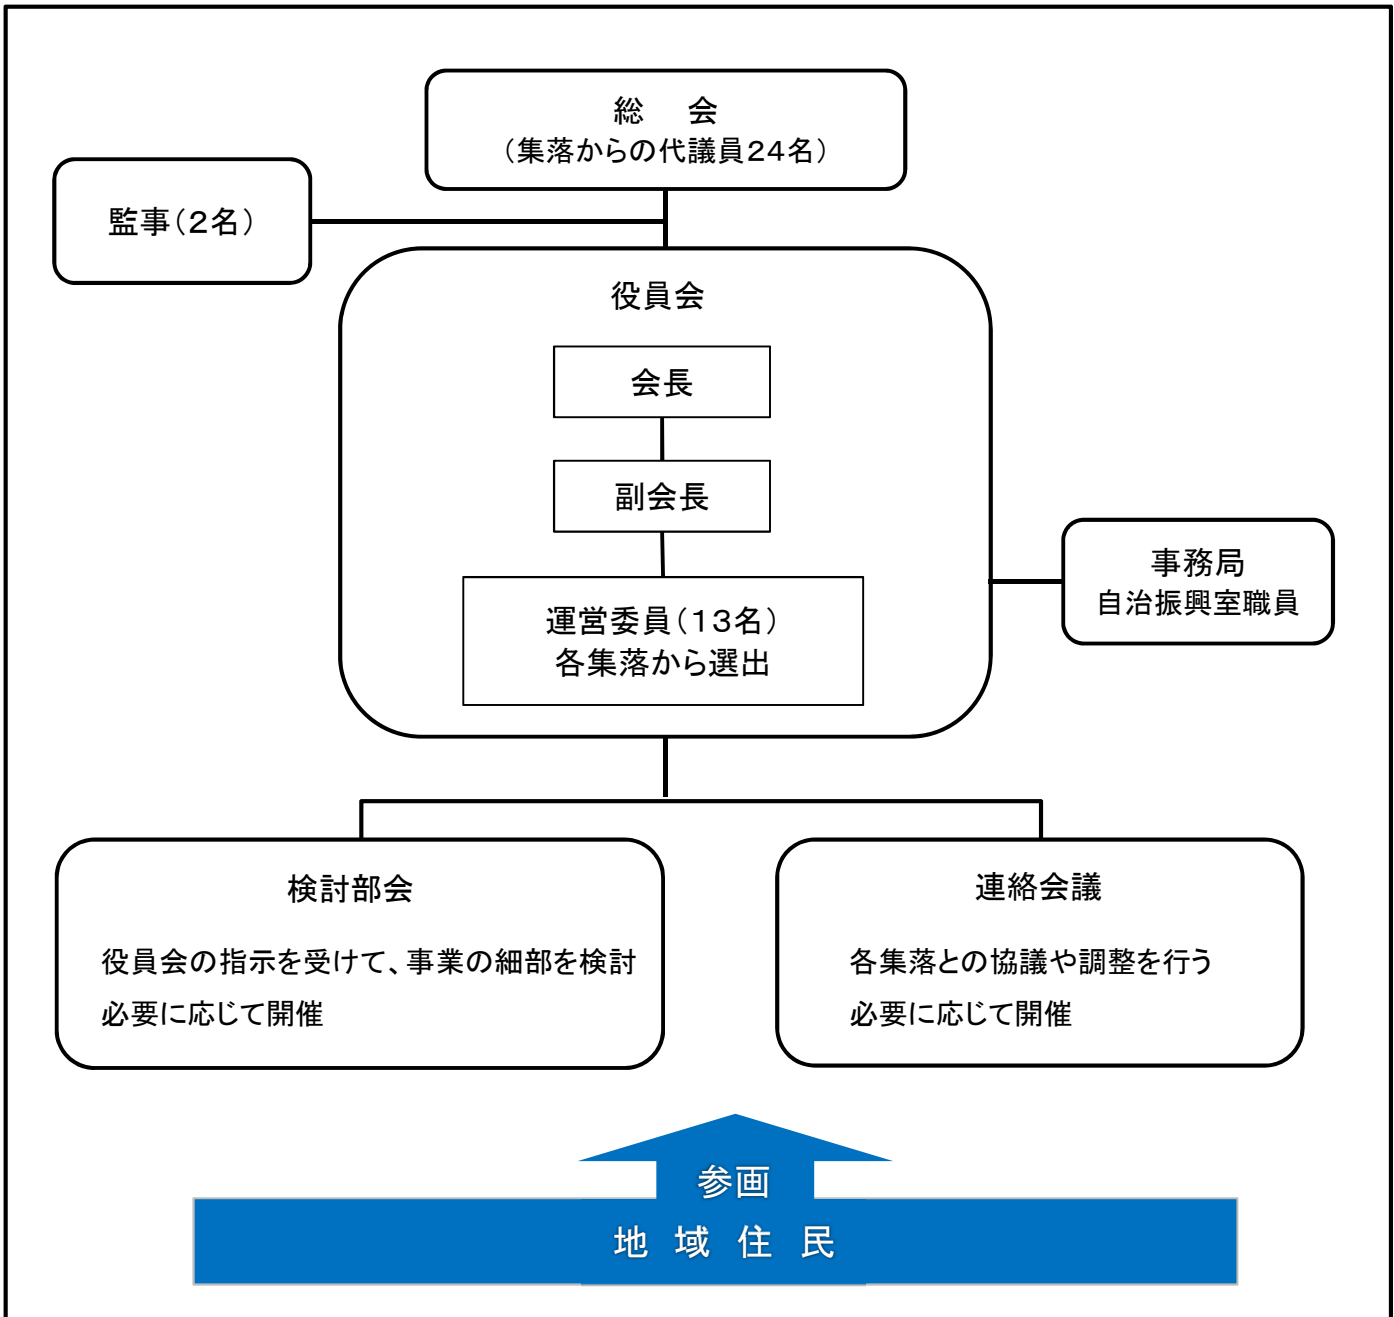 総　会
（集落からの代議員２４名）
監事（２名）
役員会
会長
副会長
運営委員（１３名）
各集落から選出
事務局
自治振興室職員
検討部会
役員会の指示を受けて、事業の細部を検討
必要に応じて開催
連絡会議
各集落との協議や調整を行う
必要に応じて開催
参画
地　域　住　民